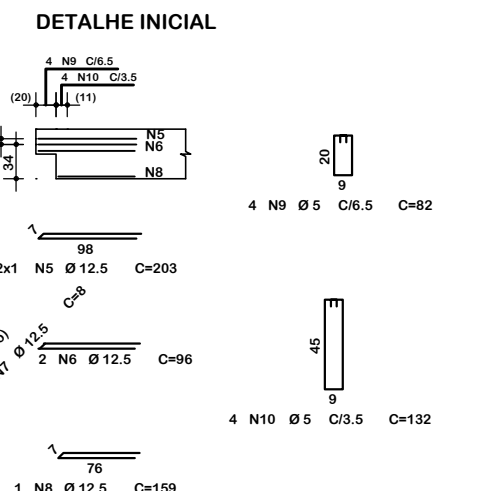 DETALHE INICIAL
4 N9 C/6.5
4 N10 C/3.5
(20) (11)
N5
N6
34
N8
20
9
4 N9 Ø 5 C/6.5 C=82
7
98
2x1 N5 Ø 12.5 C=203
C=8
N7 Ø 12.5
2 N6 Ø 12.5 C=96
45
9
4 N10 Ø 5 C/3.5 C=132
7
76
1 N8 Ø 12.5 C=159